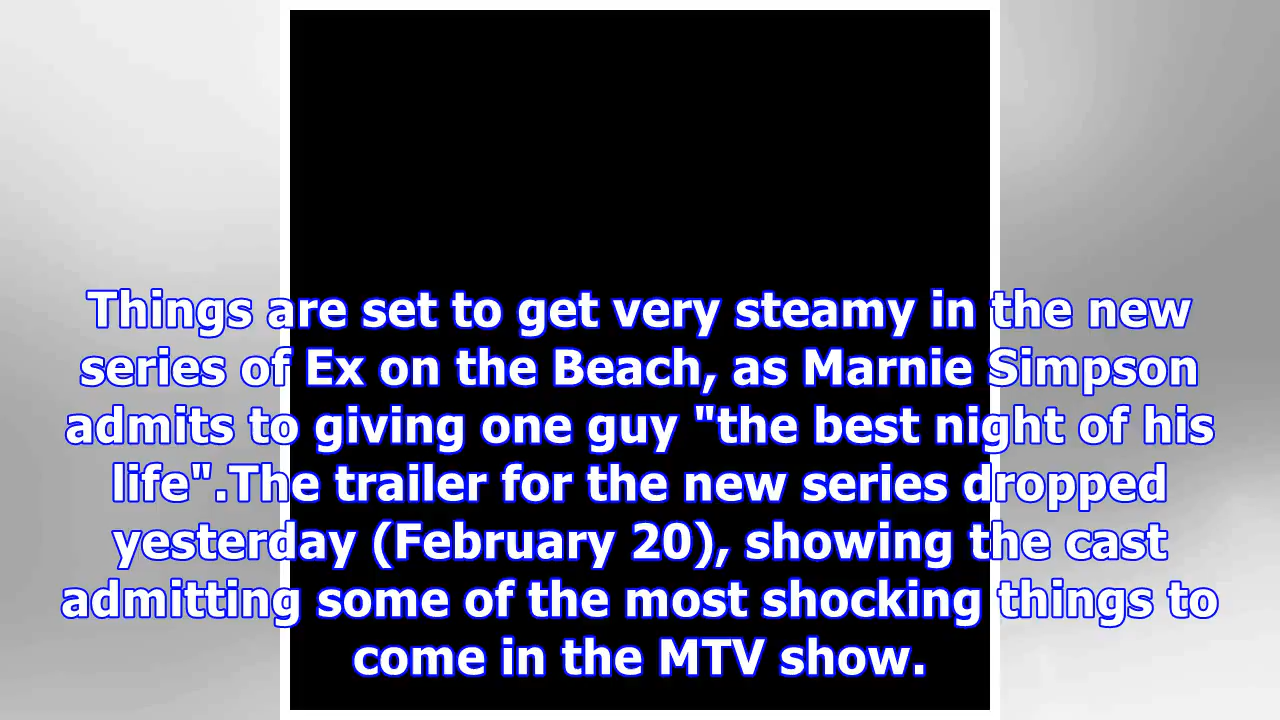 Things are set to get very steamy in the new
series of Ex on the Beach, as Marnie Simpson
admits to giving one guy "the best night of his
life".The trailer for the new series dropped
yesterday (February 20), showing the cast
admitting some of the most shocking things to
come in the MTV show.